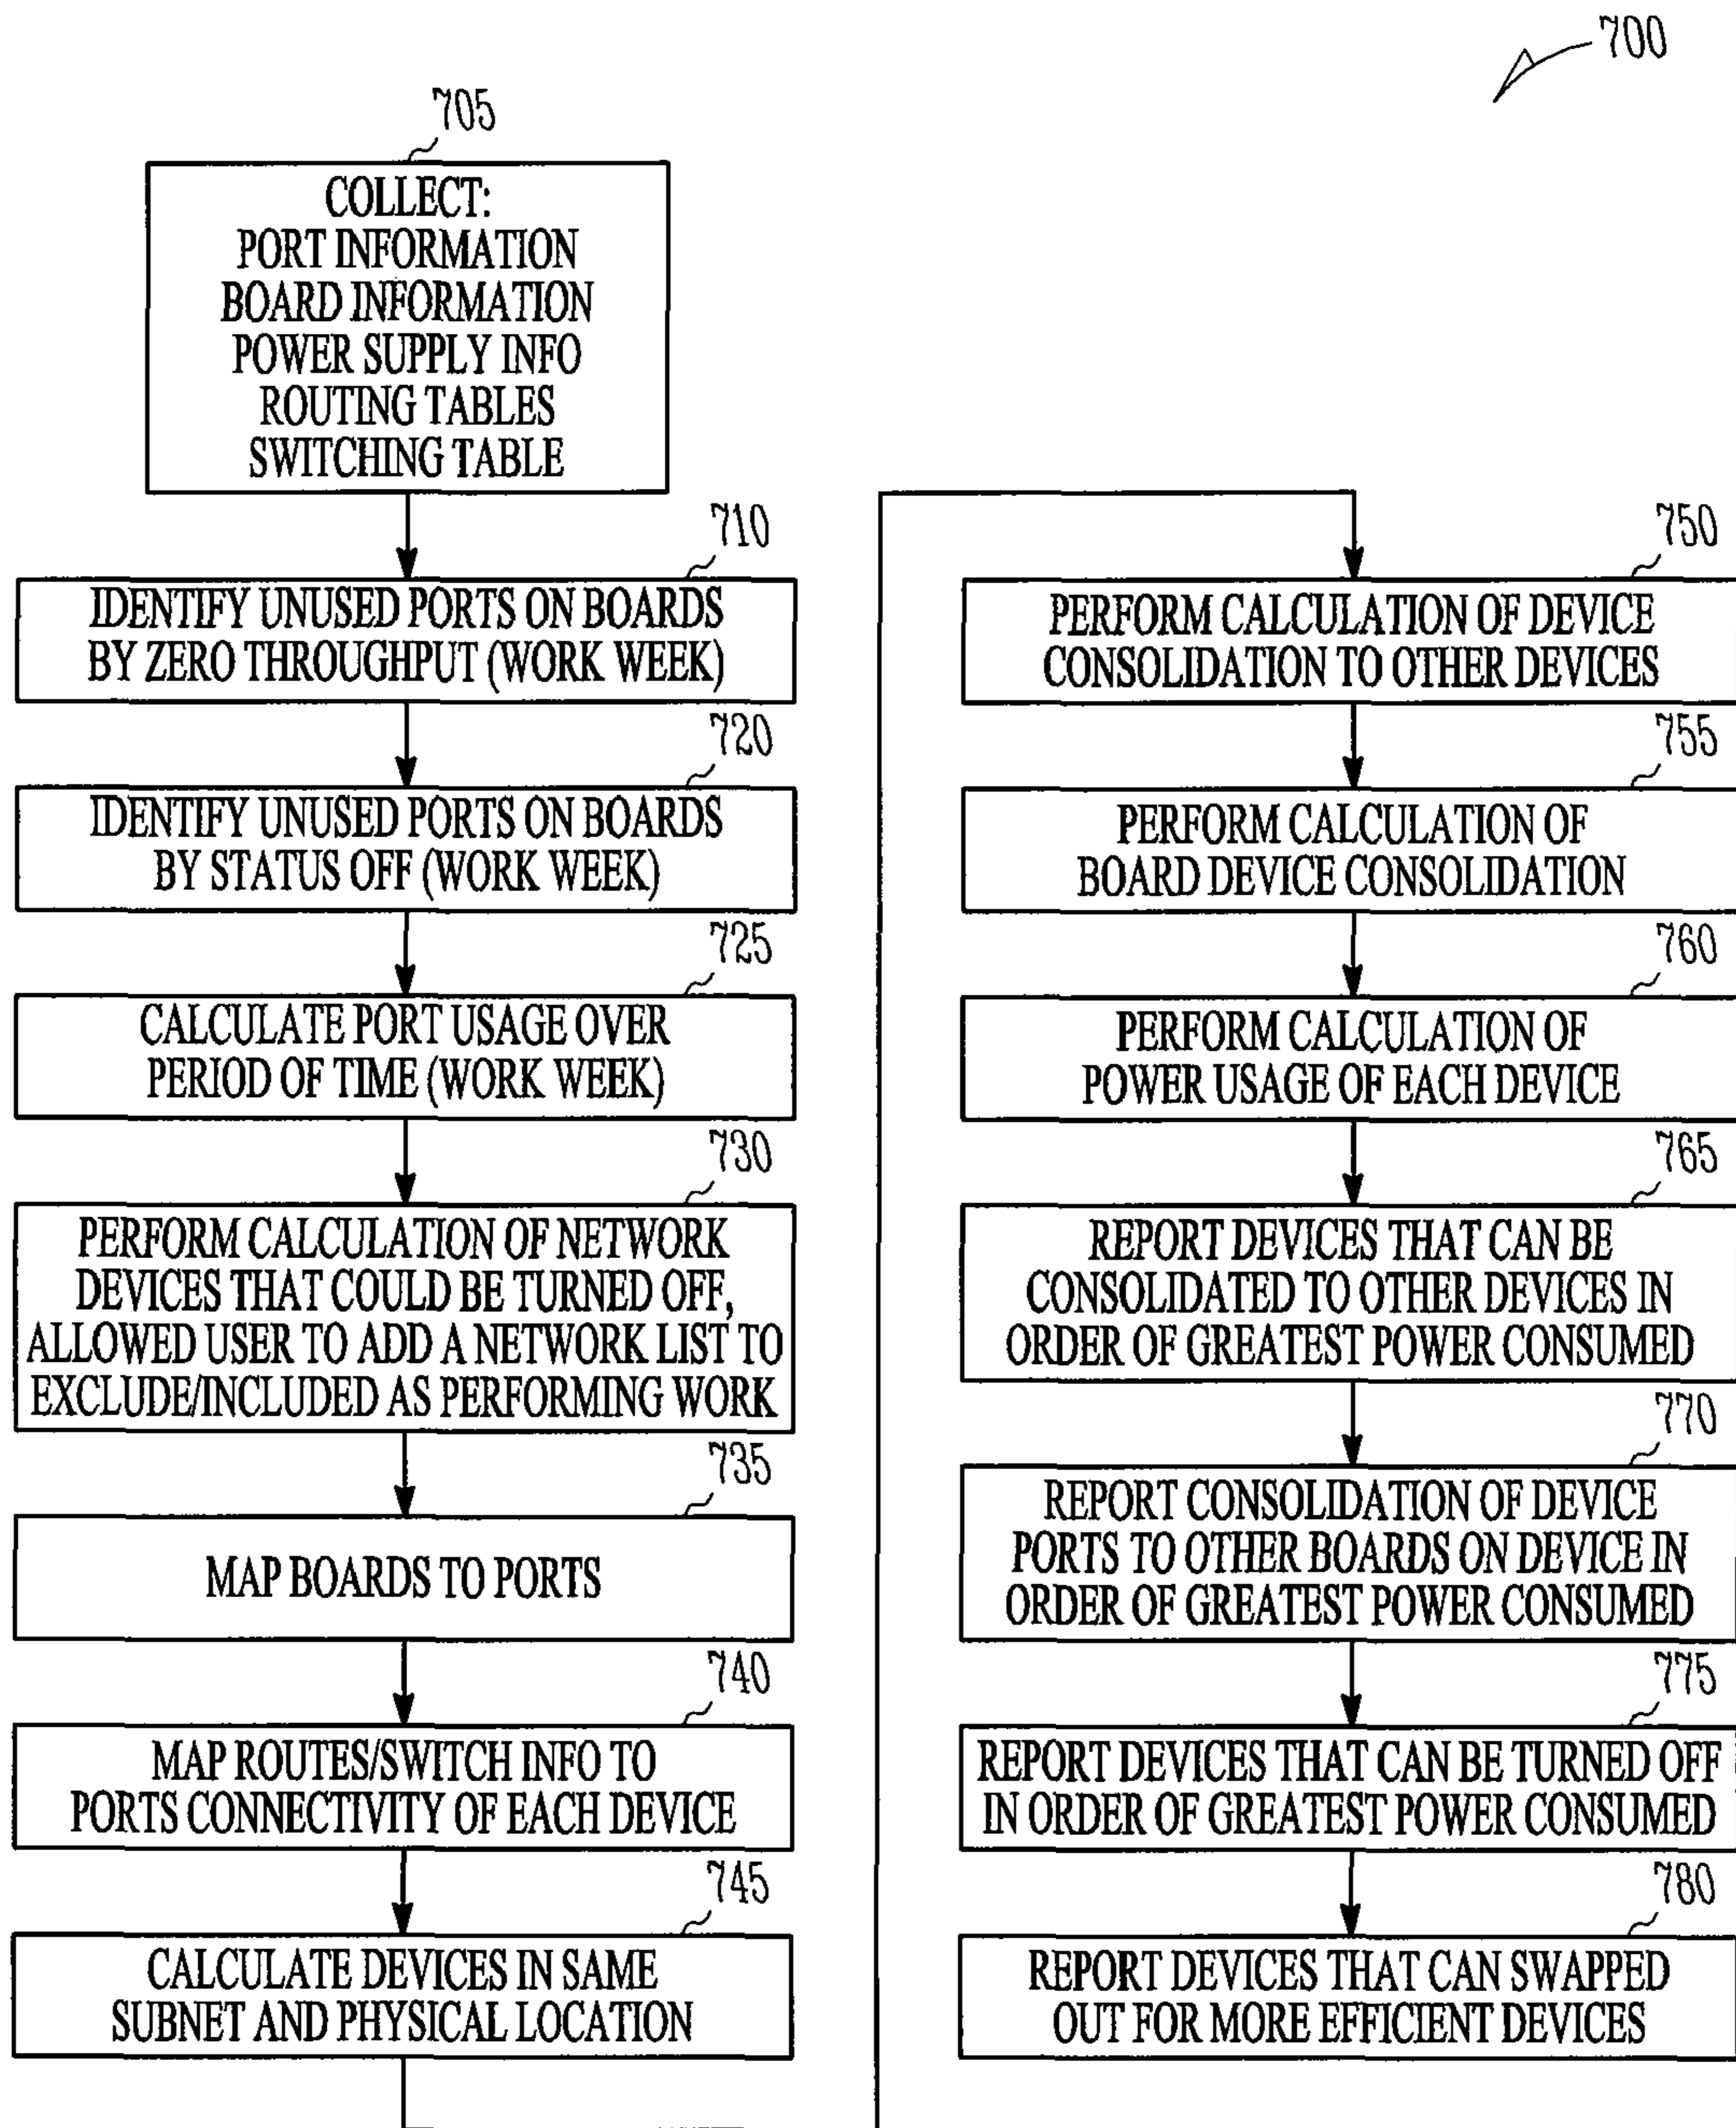 700
705
COLLECT:
PORT INFORMATION
BOARD INFORMATION
POWER SUPPLY INFO
ROUTING TABLES
SWITCHING TABLE
710
IDENTIFY UNUSED PORTS ON BOARDS
BY ZERO THROUGHPUT (WORK WEEK)
720
IDENTIFY UNUSED PORTS ON BOARDS
BY STATUS OFF (WORK WEEK)
725
CALCULATE PORT USAGE OVER
PERIOD OF TIME (WORK WEEK)
730
PERFORM CALCULATION OF NETWORK
DEVICES THAT COULD BE TURNED OFF,
ALLOWED USER TO ADD A NETWORK LIST TO
EXCLUDE/INCLUDED AS PERFORMING WORK
735
MAP BOARDS TO PORTS
740
MAP ROUTES/SWITCH INFO TO
PORTS CONNECTIVITY OF EACH DEVICE
745
CALCULATE DEVICES IN SAME
SUBNET AND PHYSICAL LOCATION
750
PERFORM CALCULATION OF DEVICE
CONSOLIDATION TO OTHER DEVICES
755
PERFORM CALCULATION OF
BOARD DEVICE CONSOLIDATION
760
PERFORM CALCULATION OF
POWER USAGE OF EACH DEVICE
765
REPORT DEVICES THAT CAN BE
CONSOLIDATED TO OTHER DEVICES IN
ORDER OF GREATEST POWER CONSUMED
770
REPORT CONSOLIDATION OF DEVICE
PORTS TO OTHER BOARDS ON DEVICE IN
ORDER OF GREATEST POWER CONSUMED
775
REPORT DEVICES THAT CAN BE TURNED OFF
IN ORDER OF GREATEST POWER CONSUMED
780
REPORT DEVICES THAT CAN SWAPPED
OUT FOR MORE EFFICIENT DEVICES